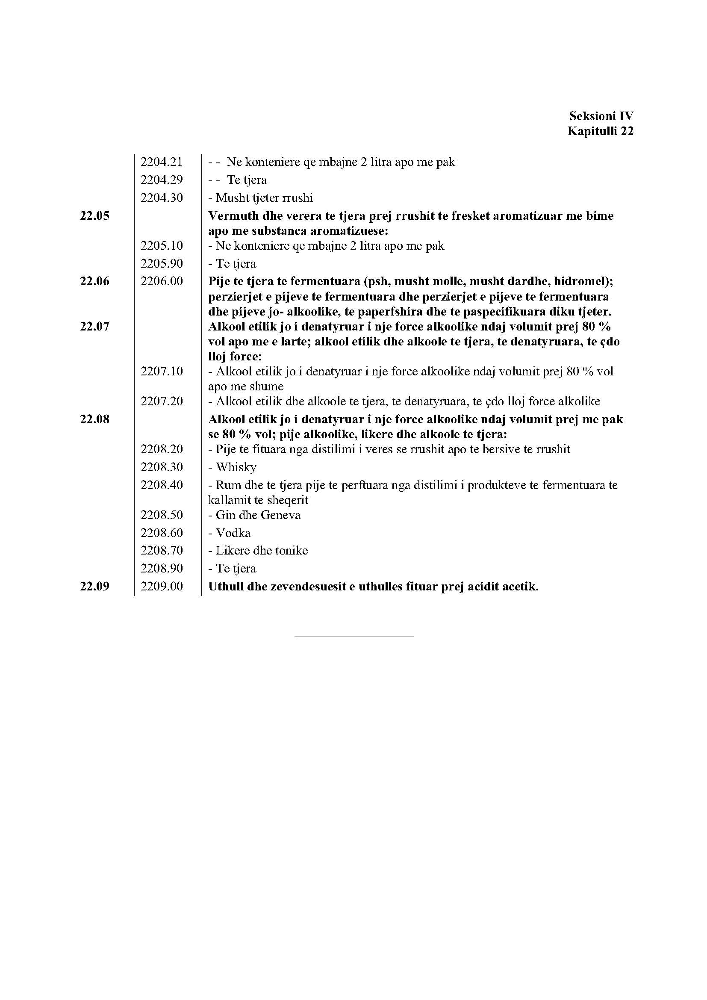 Seksioni IV
Kapitulli 22
2204.21 - - Ne konteniere qe mbajne 2 litra apo me pak
2204.29 - - Te tjera
2204.30 - Musht tjeter rrushi
22.05 Vermuth dhe verera te tjera prej rrushit te fresket aromatizuar me bime
apo me substanca aromatizuese:
2205.10 - Ne konteniere qe mbajne 2 litra apo me pak
2205.90 - Te tjera
22.06 2206.00 Pije te tjera te fermentuara (psh, musht molle, musht dardhe, hidromel);
perzierjet e pijeve te fermentuara dhe perzierjet e pijeve te fermentuara
dhe pijeve jo- alkoolike, te paperfshira dhe te paspecifikuara diku tjeter.
22.07 Alkool etilik jo i denatyruar i nje force alkoolike ndaj volumit prej 80 %
vol apo me e larte; alkool etilik dhe alkoole te tjera, te denatyruara, te çdo
lloj force:
2207.10 - Alkool etilik jo i denatyruar i nje force alkoolike ndaj volumit prej 80 % vol
apo me shume
2207.20 - Alkool etilik dhe alkoole te tjera, te denatyruara, te çdo lloj force alkolike
22.08 Alkool etilik jo i denatyruar i nje force alkoolike ndaj volumit prej me pak
se 80 % vol; pije alkoolike, likere dhe alkoole te tjera:
2208.20 - Pije te fituara nga distilimi i veres se rrushit apo te bersive te rrushit
2208.30 - Whisky
2208.40 - Rum dhe te tjera pije te perftuara nga distilimi i produkteve te fermentuara te
kallamit te sheqerit
2208.50 - Gin dhe Geneva
2208.60 - Vodka
2208.70 - Likere dhe tonike
2208.90 - Te tjera
22.09 2209.00 Uthull dhe zevendesuesit e uthulles fituar prej acidit acetik.